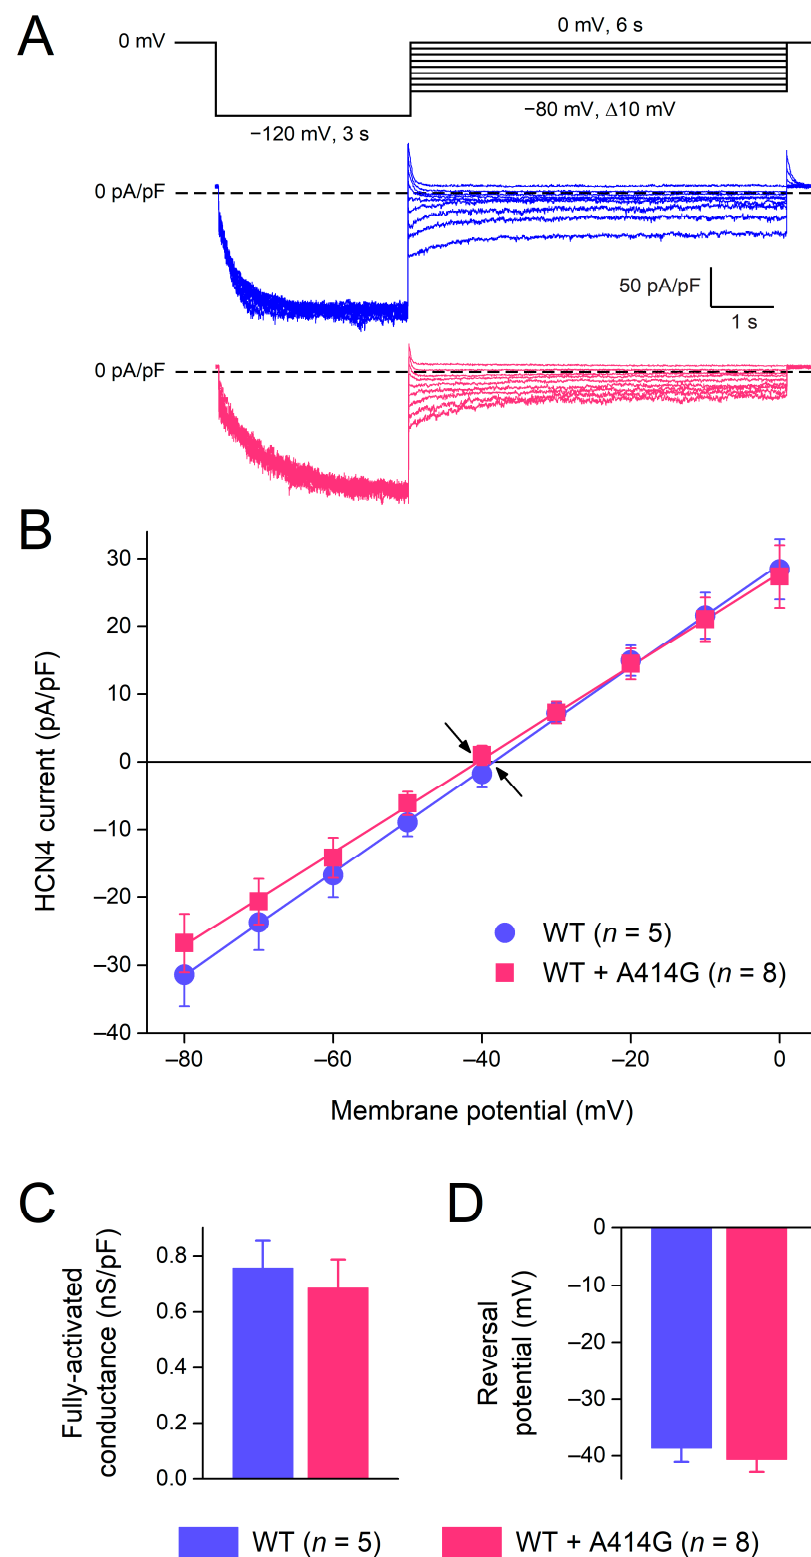 A
0 mV
0 mV, 6 s
−80 mV, Δ10 mV
−120 mV, 3 s
0 pA/pF
50 pA/pF
1 s
0 pA/pF
B
HCN4 current (pA/pF)
30
20
10
0
–10
–20
–30
–40
WT (n = 5)
WT + A414G (n = 8)
–80
–60
–40
–20
0
Membrane potential (mV)
C
Fully-activated
conductance (nS/pF)
0.8
0.6
0.4
0.2
0.0
D
Reversal
potential (mV)
0
–10
–20
–30
–40
WT (n = 5)
WT + A414G (n = 8)